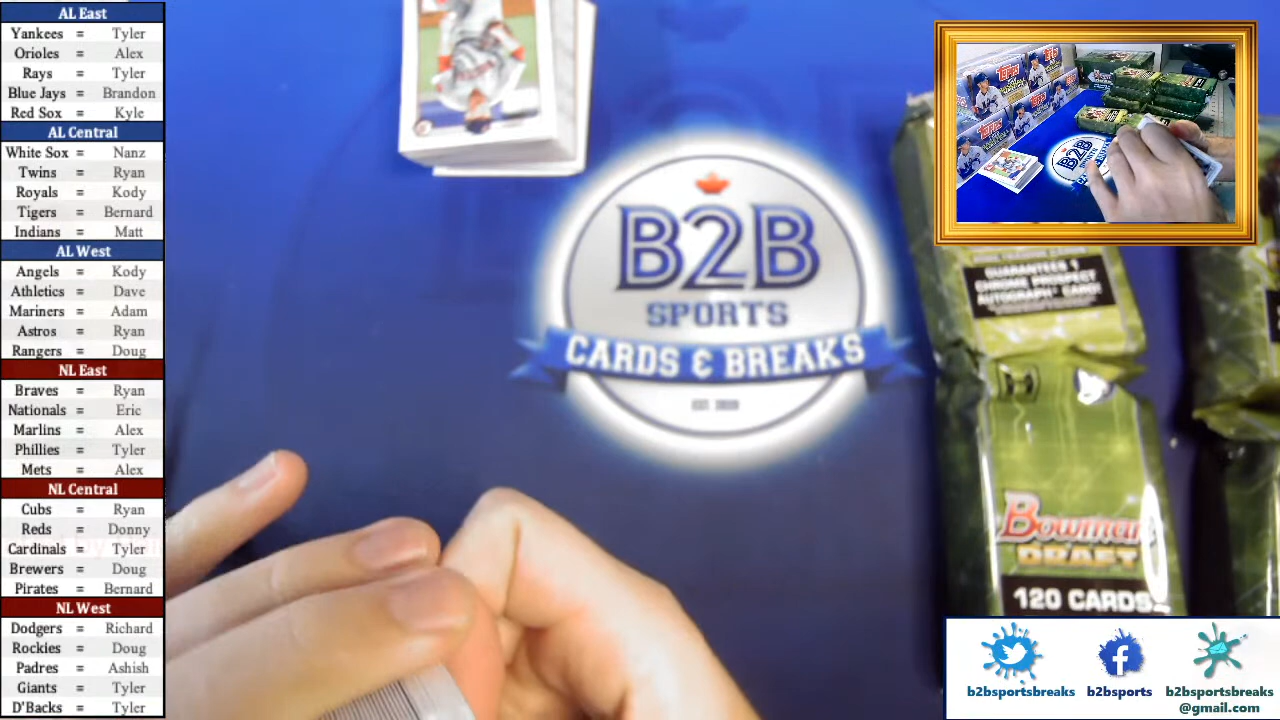 AL East
Yankees = Tyler
Orioles = Alex
Rays = Tyler
Blue Jays = Brandon
Red Sox = Kyle
AL Central
White Sox = Nanz
Twins = Ryan
Royals = Kody
Tigers = Bernard
Indians = Matt
AL West
Angels = Kody
Athletics = Dave
Mariners = Adam
Astros = Ryan
Rangers = Doug
NL East
Braves = Ryan
Nationals = Eric
Marlins = Alex
Phillies = Tyler
Mets = Alex
NL Central
Cubs = Ryan
Reds = Donny
Cardinals = Tyler
Brewers = Doug
Pirates = Bernard
NL West
Dodgers = Richard
Rockies = Doug
Padres = Ashish
Giants = Tyler
D'Backs = Tyler
B2B
SPORTS
CARDS & BREAKS
GUARANTEES 1
CHROME PROSPECT
AUTOGRAPH CARD!
Bowman
DRAFT
120 CARDS
b2bsportsbreaks
b2bsports
b2bsportsbreaks
@gmail.com